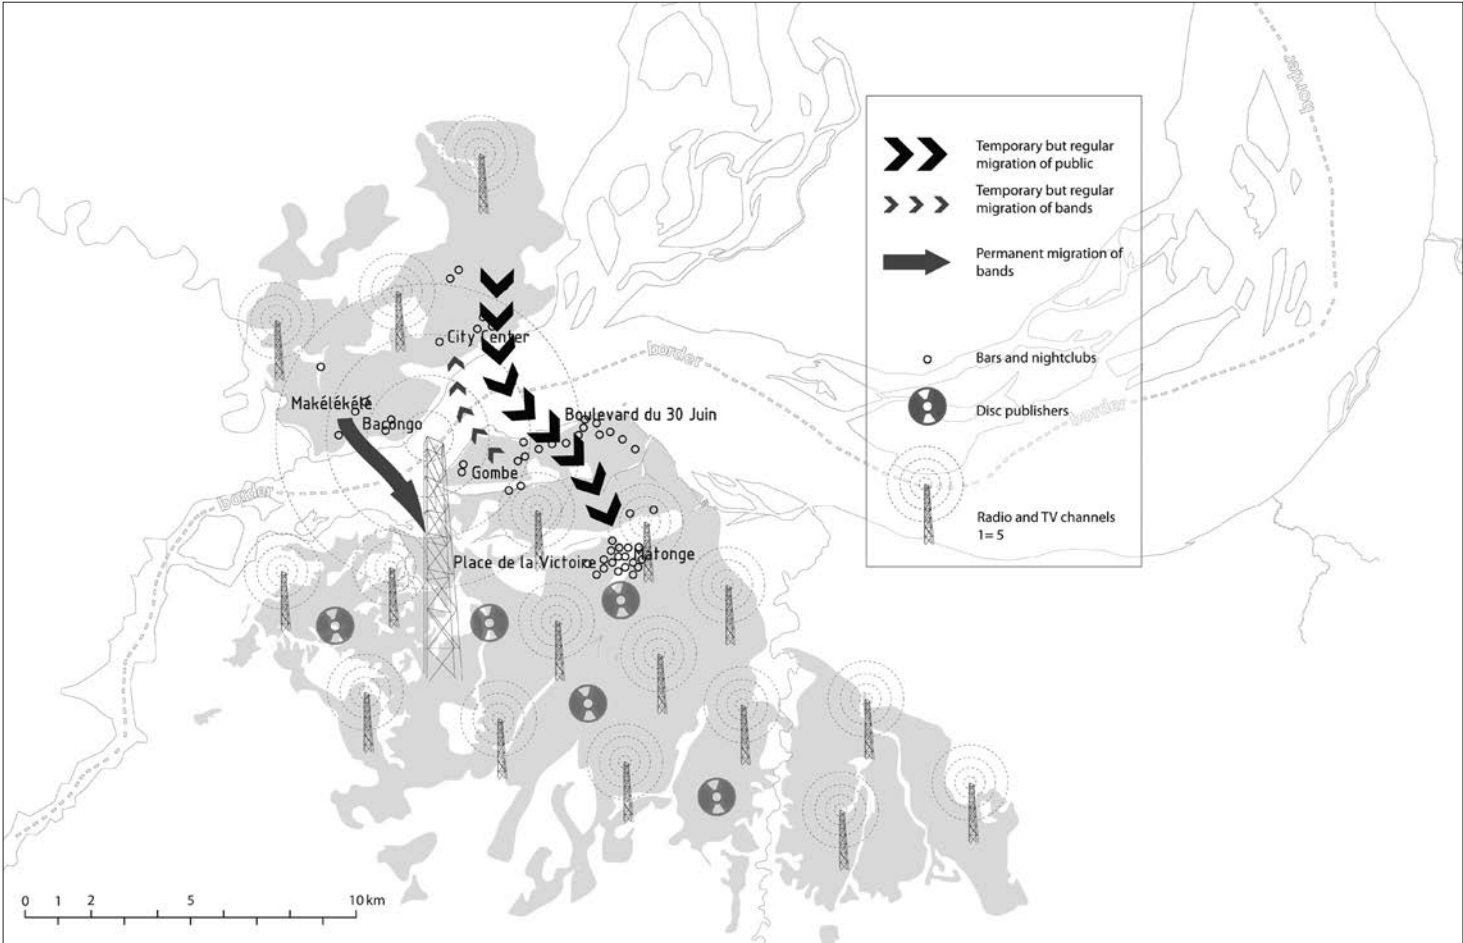 border
Temporary but regular
migration of public
Temporary but regular
migration of bands
Permanent migration of
bands
City Center
border
Bars and nightclubs
Makélékélé
Disc publishers
border
Boulevard du 30 Juin
Bacongo
Gombe
border
Radio and TV channels
1= 5
Place de la Victoire
Matonge
0 1 2 5 10 km